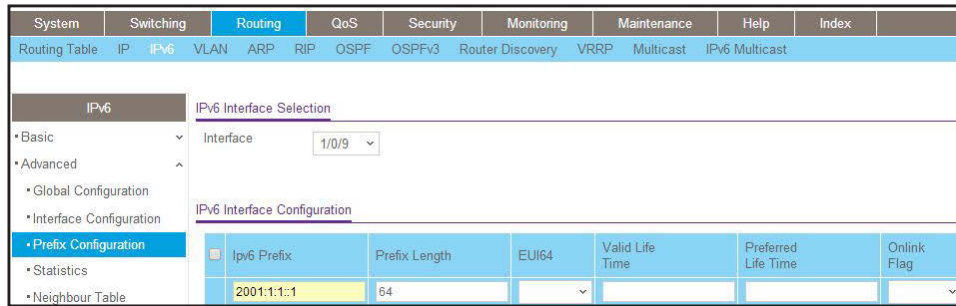 System Switching Routing QoS Security Monitoring Maintenance Help Index
Routing Table IP IPv6 VLAN ARP RIP OSPF OSPFv3 Router Discovery VRRP Multicast IPv6 Multicast
IPv6
Basic
Advanced
Global Configuration
Interface Configuration
Prefix Configuration
Statistics
Neighbour Table
IPv6 Interface Selection
Interface 1/0/9
IPv6 Interface Configuration
Ipv6 Prefix Prefix Length EUI64 Valid Life Time Preferred Life Time Onlink Flag
2001:1:1::1 64